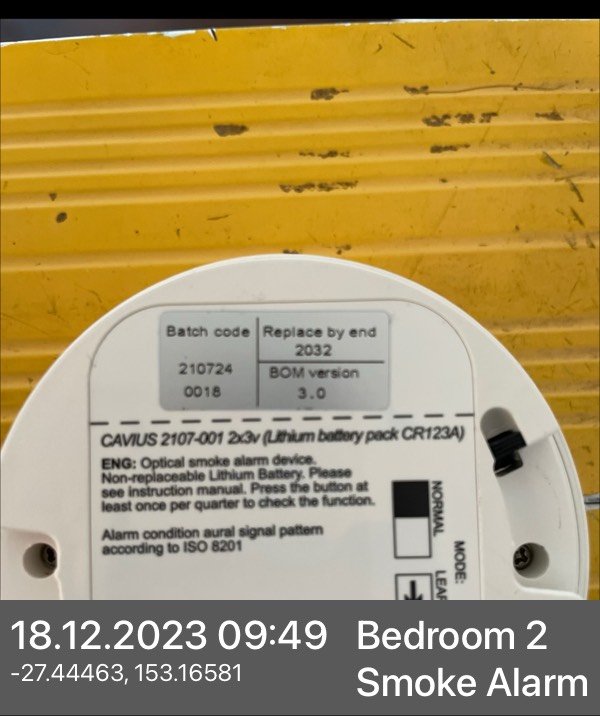 Batch code
210724
0018
Replace by end
2032
BOM version
3.0
CAVIUS 2107-001 2x3v (Lithium battery pack CR123A)
ENG: Optical smoke alarm device.
Non-replaceable Lithium Battery. Please
see instruction manual. Press the button at
least once per quarter to check the function.
Alarm condition aural signal pattern
according to ISO 8201
NORMAL
MODE:
18.12.2023 09:49
-27.44463, 153.16581
Bedroom 2
Smoke Alarm